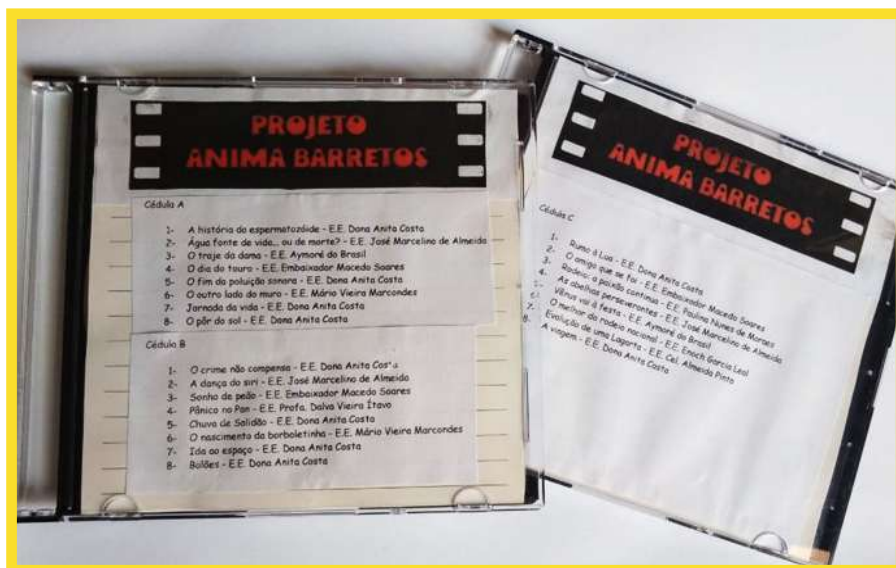 PROJETO
ANIMA BARRETOS
Cédula A
1- A história do espermatozóide - E.E. Dona Anita Costa
2- Água fonte de vida... ou de morte? - E.E. José Marcelino de Almeida
3- O traje da dama - E.E. Aymoré do Brasil
4- O dia do touro - E.E. Embaixador Macedo Soares
5- O fim da poluição sonora - E.E. Dona Anita Costa
6- O outro lado do muro - E.E. Mário Vieira Marcondes
7- Jornada da vida - E.E. Dona Anita Costa
8- O pôr do sol - E.E. Dona Anita Costa
Cédula B
1- O crime não compensa - E.E. Dona Anita Costa
2- A dança do siri - E.E. José Marcelino de Almeida
3- Sonho de peão - E.E. Embaixador Macedo Soares
4- Pânico no Pan - E.E. Profa. Dalva Vieira Ítavo
5- Chuva de Solidão - E.E. Dona Anita Costa
6- O nascimento da borboletinha - E.E. Mário Vieira Marcondes
7- Ida ao espaço - E.E. Dona Anita Costa
8- Balões - E.E. Dona Anita Costa
PROJETO
ANIMA BARRETOS
Cédula C
1- Rumo à Lua - E.E. Dona Anita Costa
2- O amigo que se foi - E.E. Embaixador Macedo Soares
3- Rodeio: a paixão continua - E.E. Paulina Nunes de Moraes
4- As abelhas perseverantes - E.E. José Marcelino de Almeida
Vênus vai à festa - E.E. Aymoré do Brasil
O melhor do rodeio nacional - E.E. Enoch Garcia Leal
7- Evolução de uma Lagarta - E.E. Cel. Almeida Pinto
8- A viagem - E.E. Dona Anita Costa